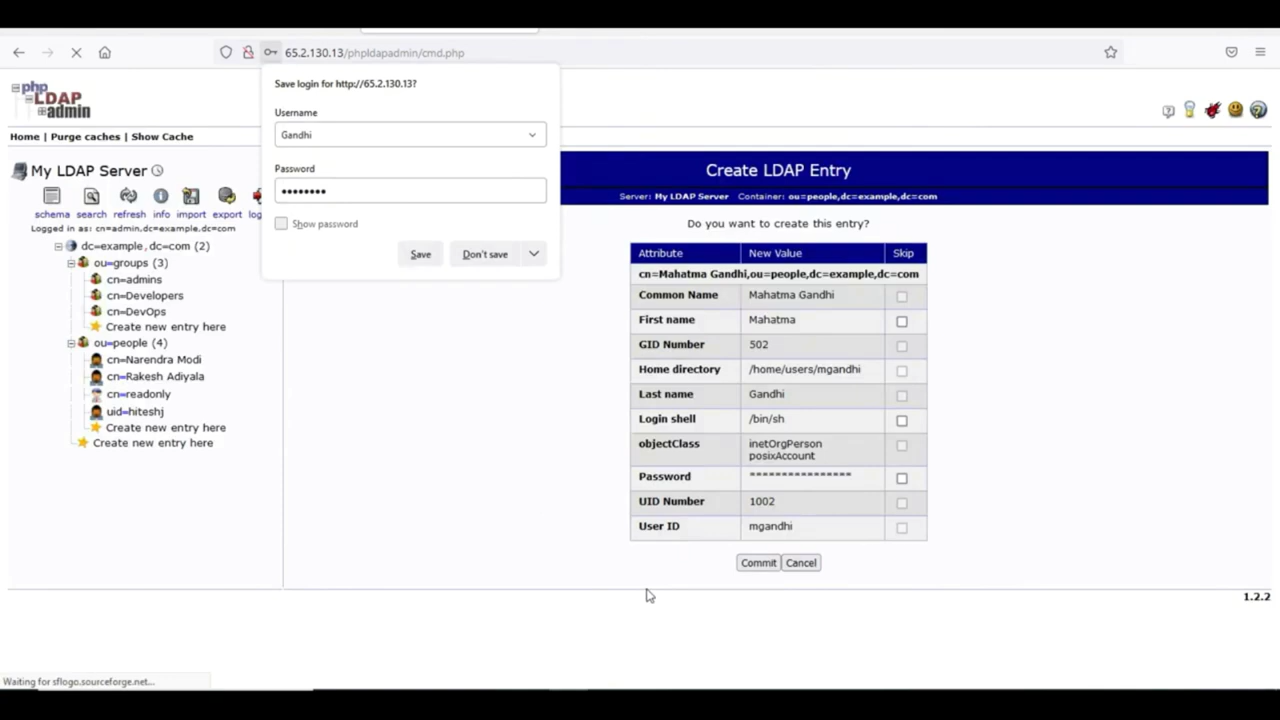 65.2.130.13/phpldapadmin/cmd.php
php
LDAP
admin
Home | Purge caches | Show Cache
My LDAP Server
schema search refresh info import export log
Logged in as: cn=admin,dc=example,dc=com
dc=example,dc=com (2)
ou=groups (3)
cn=admins
cn=Developers
cn=DevOps
Create new entry here
ou=people (4)
cn=Narendra Modi
cn=Rakesh Adiyala
cn=readonly
uid=hiteshj
Create new entry here
Create new entry here
Save login for http://65.2.130.13?
Username
Gandhi
Password
••••••••
Show password
Save Don't save
Create LDAP Entry
Server: My LDAP Server Container: ou=people,dc=example,dc=com
Do you want to create this entry?
Attribute New Value Skip
cn=Mahatma Gandhi,ou=people,dc=example,dc=com
Common Name Mahatma Gandhi
First name Mahatma
GID Number 502
Home directory /home/users/mgandhi
Last name Gandhi
Login shell /bin/sh
objectClass inetOrgPerson
posixAccount
Password ****************
UID Number 1002
User ID mgandhi
Commit Cancel
1.2.2
Waiting for sflogo.sourceforge.net...